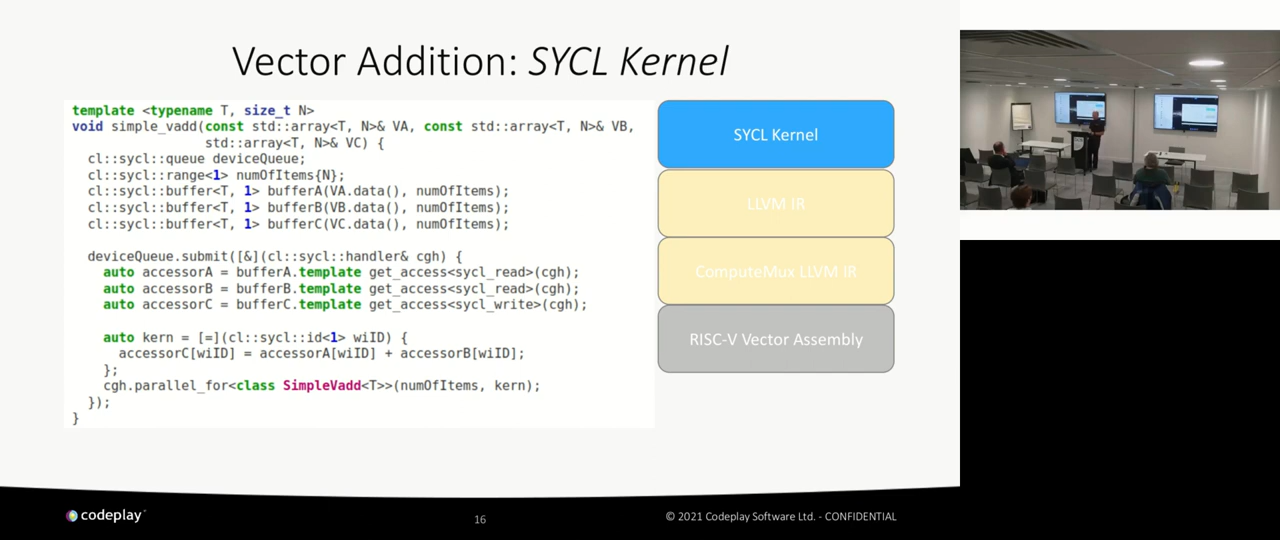 Vector Addition: SYCL Kernel
template <typename T, size_t N>
void simple_vadd(const std::array<T, N>& VA, const std::array<T, N>& VB,
std::array<T, N>& VC) {
cl::sycl::queue deviceQueue;
cl::sycl::range<1> numOfItems{N};
cl::sycl::buffer<T, 1> bufferA(VA.data(), numOfItems);
cl::sycl::buffer<T, 1> bufferB(VB.data(), numOfItems);
cl::sycl::buffer<T, 1> bufferC(VC.data(), numOfItems);
deviceQueue.submit([&](cl::sycl::handler& cgh) {
auto accessorA = bufferA.template get_access<sycl_read>(cgh);
auto accessorB = bufferB.template get_access<sycl_read>(cgh);
auto accessorC = bufferC.template get_access<sycl_write>(cgh);
auto kern = [=](cl::sycl::id<1> wiID) {
accessorC[wiID] = accessorA[wiID] + accessorB[wiID];
};
cgh.parallel_for<class SimpleVadd<T>>(numOfItems, kern);
});
}
SYCL Kernel
LLVM IR
ComputeMux LLVM IR
RISC-V Vector Assembly
codeplay
16
© 2021 Codeplay Software Ltd. - CONFIDENTIAL